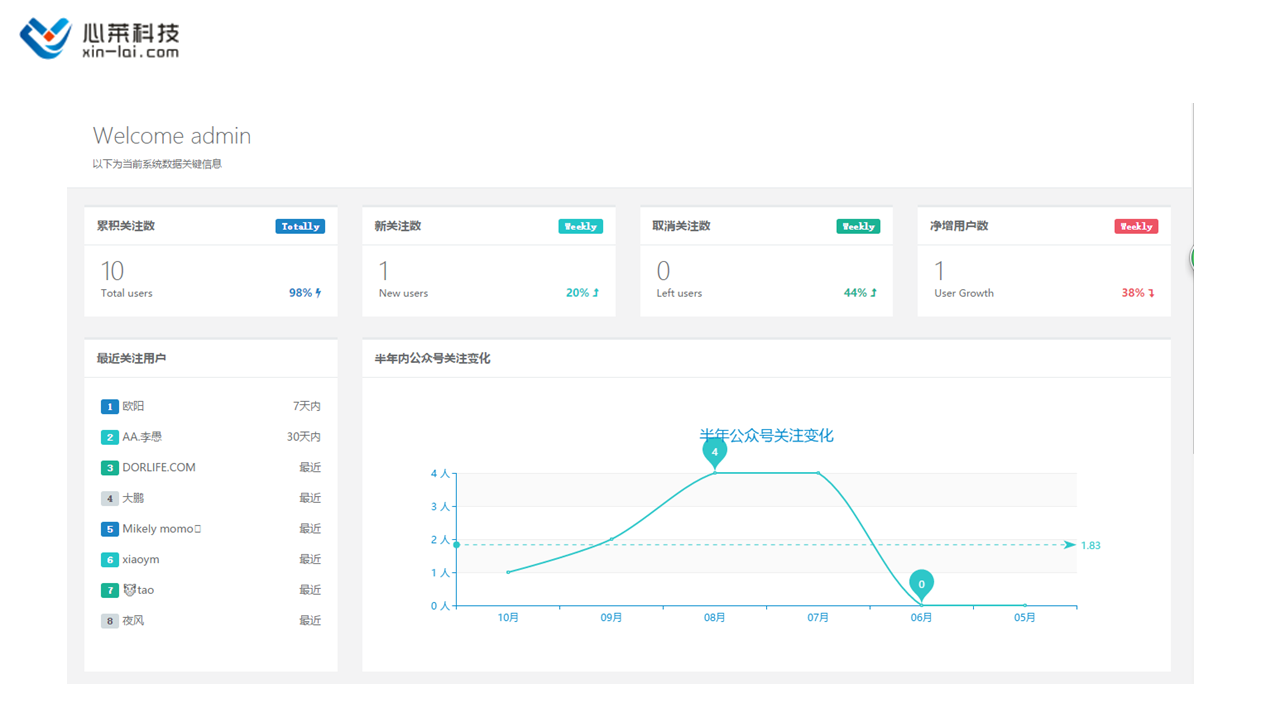 心莱科技
xin-lai.com
Welcome admin
以下为当前系统数据关键信息
累积关注数 Totally
10
Total users 98%
新关注数 Weekly
1
New users 20%
取消关注数 Weekly
0
Left users 44%
净增用户数 Weekly
1
User Growth 38%
最近关注用户
1 欧阳 7天内
2 AA.李愚 30天内
3 DORLIFE.COM 最近
4 大鹏 最近
5 Mikely momo 最近
6 xiaoym 最近
7 🐯tao 最近
8 夜风 最近
半年内公众号关注变化
半年公众号关注变化
4
4 人
3 人
2 人
1.83
1 人
0
0 人
10月 09月 08月 07月 06月 05月